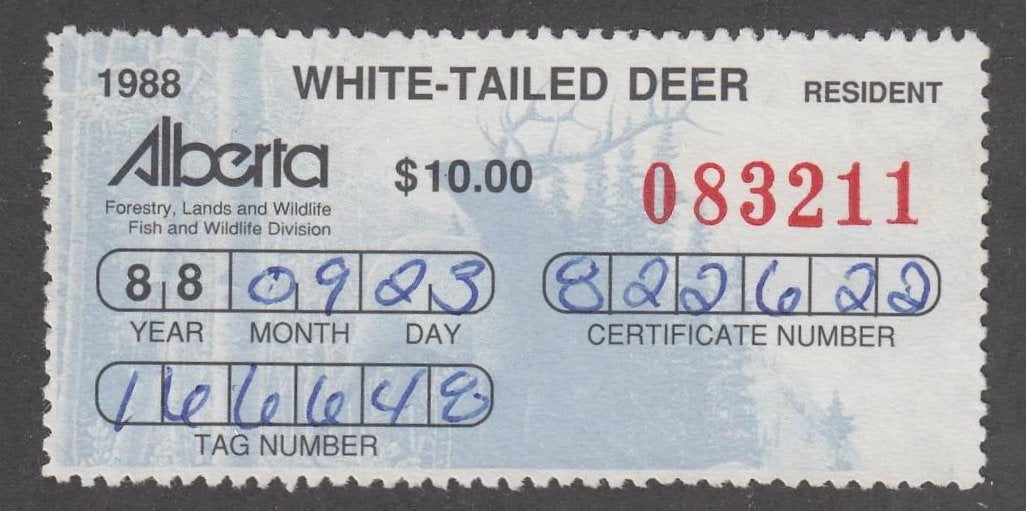 1988 WHITE-TAILED DEER RESIDENT
Alberta $10.00 083211
Forestry, Lands and Wildlife
Fish and Wildlife Division
88 09 23 822622
YEAR MONTH DAY CERTIFICATE NUMBER
166648
TAG NUMBER